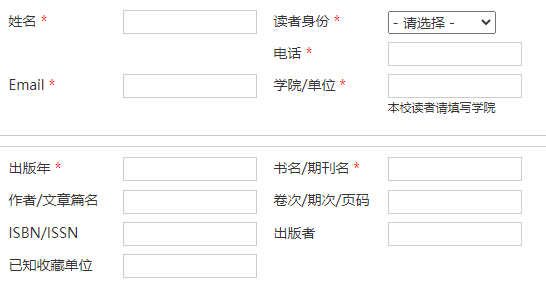 姓名 * 读者身份 * - 请选择 -
电话 *
Email * 学院/单位 *
本校读者请填写学院
出版年 * 书名/期刊名 *
作者/文章篇名 卷次/期次/页码
ISBN/ISSN 出版者
已知收藏单位